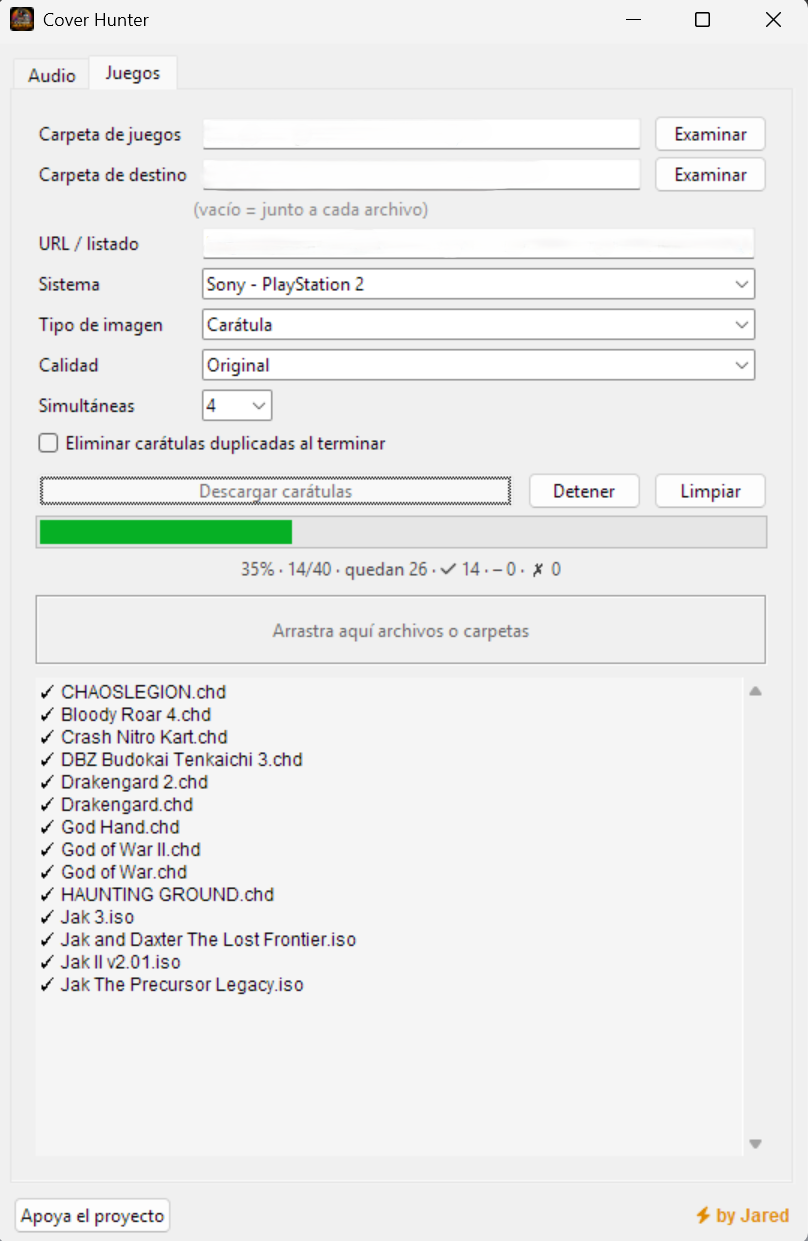 Cover Hunter
Audio Juegos
Carpeta de juegos Examinar
Carpeta de destino Examinar
(vacío = junto a cada archivo)
URL / listado
Sistema Sony - PlayStation 2
Tipo de imagen Carátula
Calidad Original
Simultáneas 4
Eliminar carátulas duplicadas al terminar
Descargar carátulas Detener Limpiar
35% · 14/40 · quedan 26 · ✓ 14 · – 0 · ✗ 0
Arrastra aquí archivos o carpetas
✓ CHAOSLEGION.chd
✓ Bloody Roar 4.chd
✓ Crash Nitro Kart.chd
✓ DBZ Budokai Tenkaichi 3.chd
✓ Drakengard 2.chd
✓ Drakengard.chd
✓ God Hand.chd
✓ God of War II.chd
✓ God of War.chd
✓ HAUNTING GROUND.chd
✓ Jak 3.iso
✓ Jak and Daxter The Lost Frontier.iso
✓ Jak II v2.01.iso
✓ Jak The Precursor Legacy.iso
Apoya el proyecto ⚡ by Jared